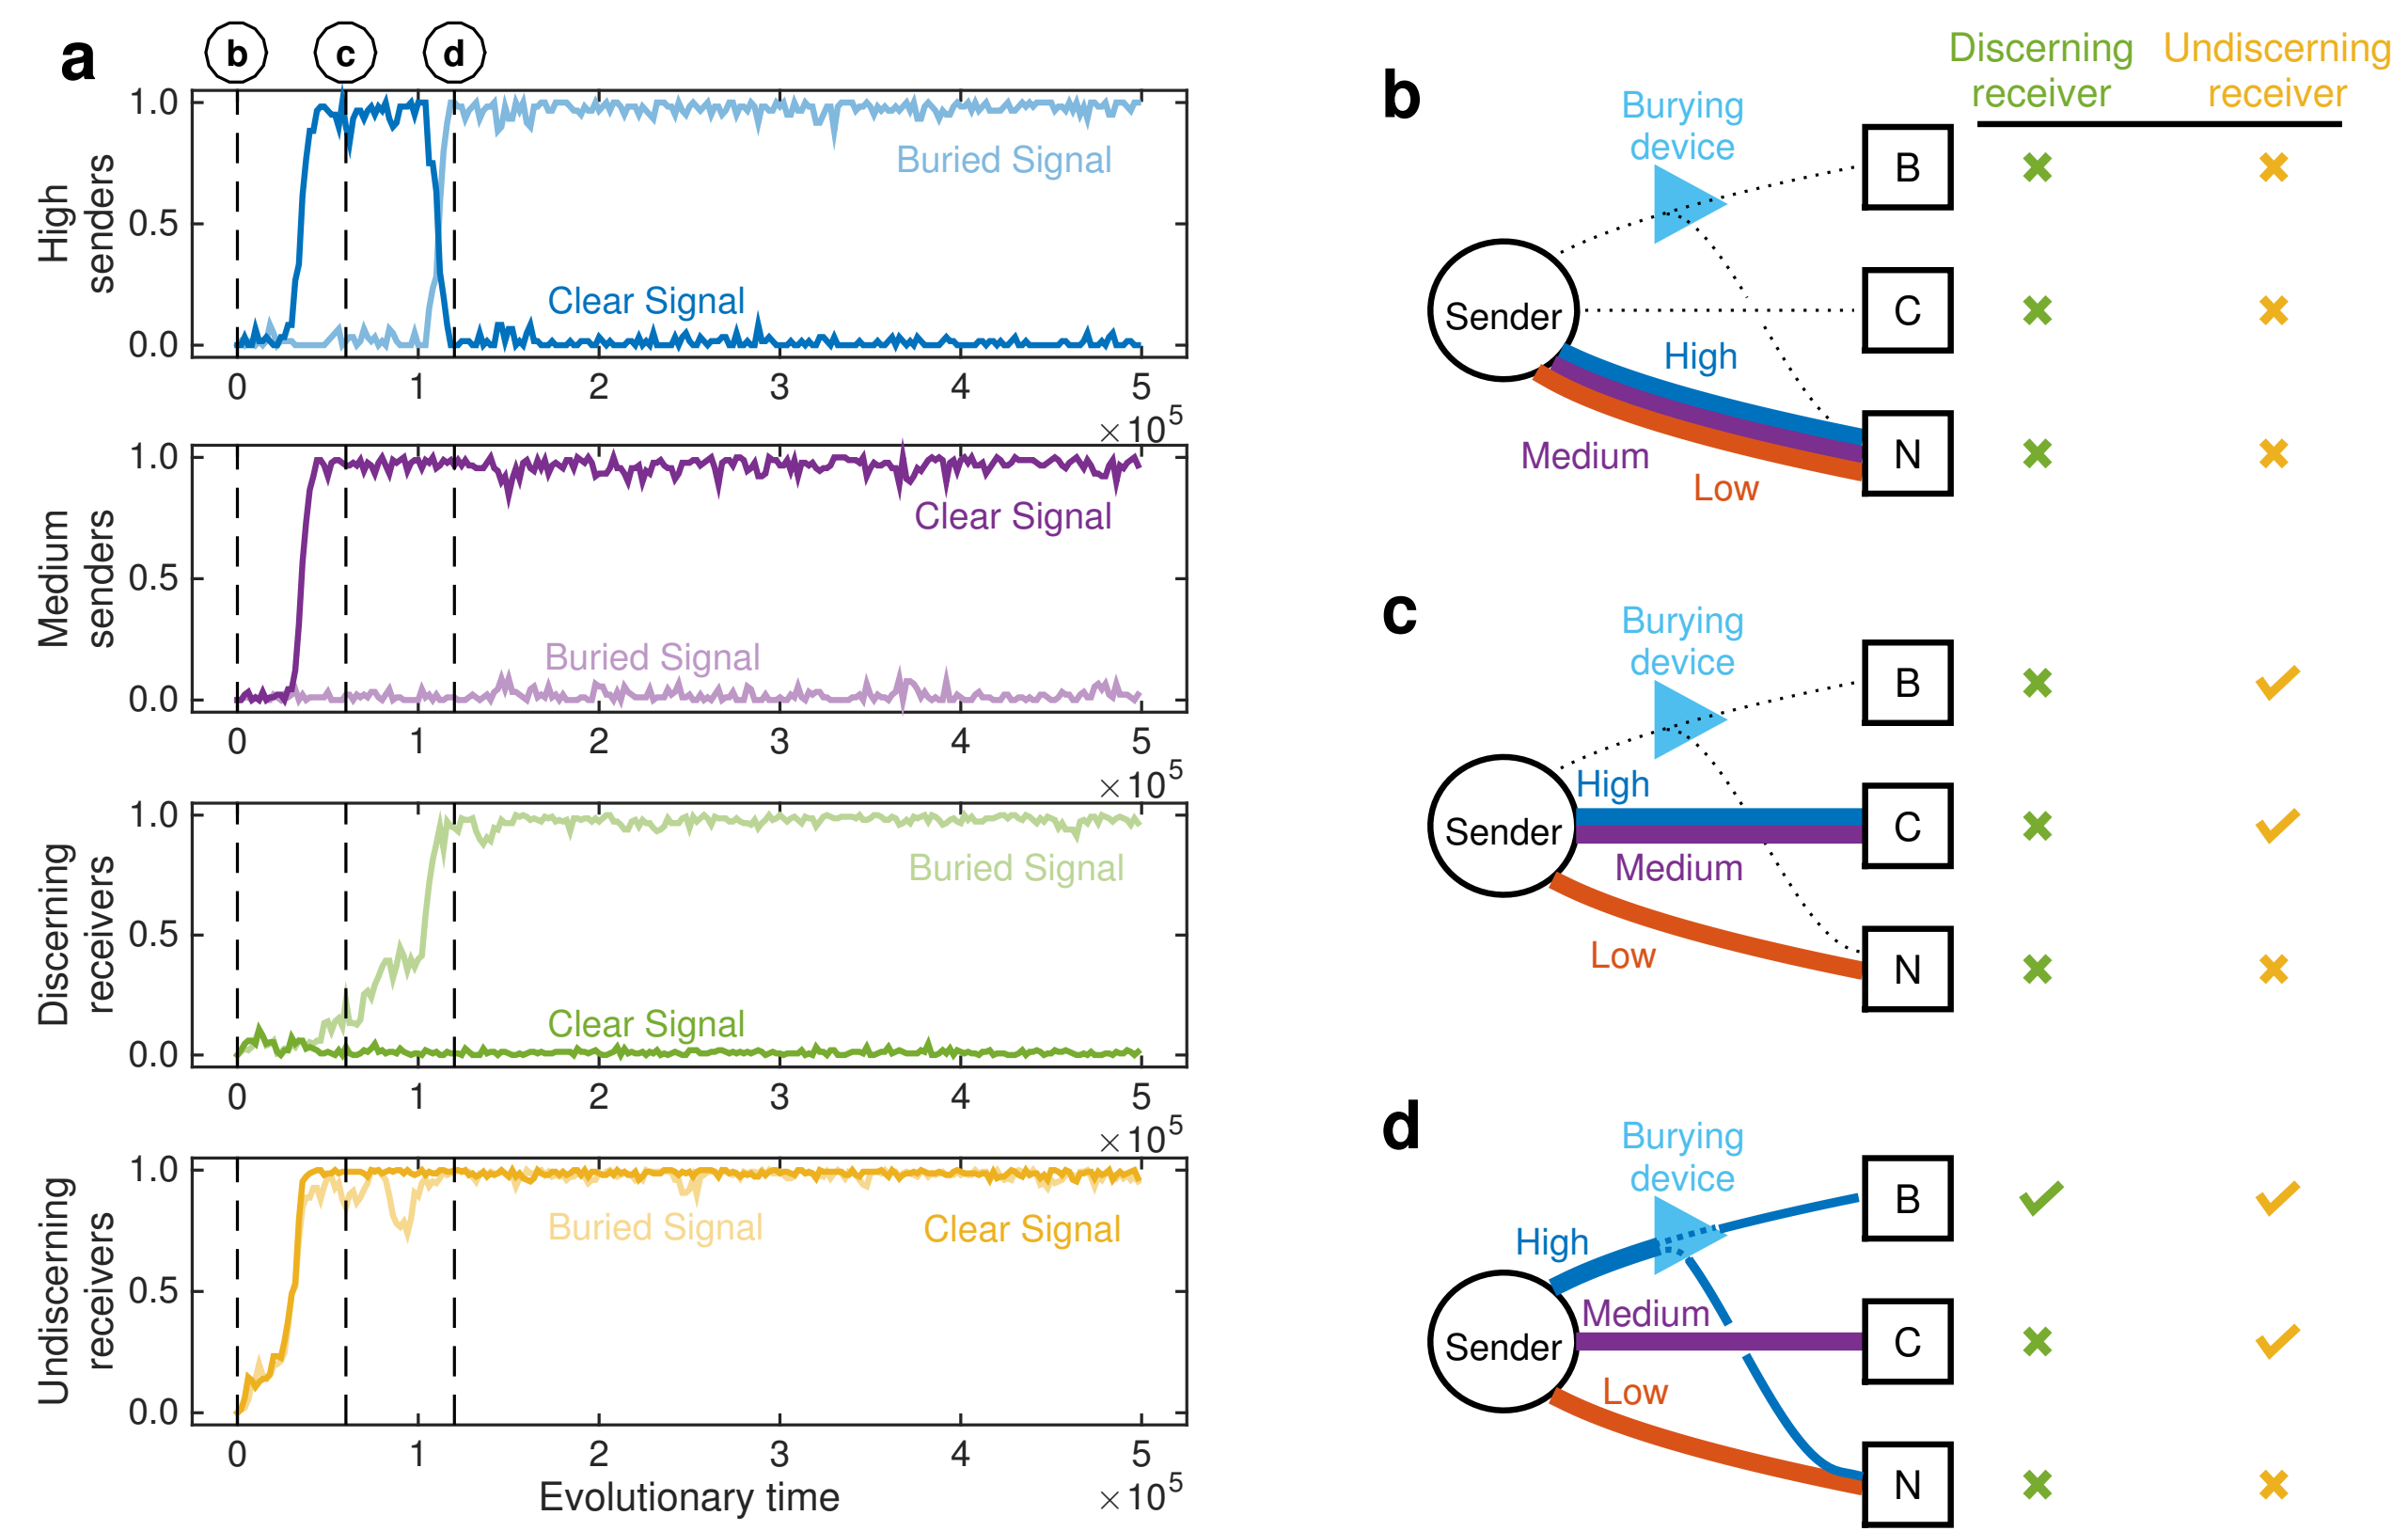 a
b
c
d
High
senders
1.0
0.5
0.0
Buried Signal
Clear Signal
0 1 2 3 4 5
×10^5
Medium
senders
1.0
0.5
0.0
Clear Signal
Buried Signal
0 1 2 3 4 5
×10^5
Discerning
receivers
1.0
0.5
0.0
Buried Signal
Clear Signal
0 1 2 3 4 5
×10^5
Undiscerning
receivers
1.0
0.5
0.0
Buried Signal Clear Signal
0 1 2 3 4 5
Evolutionary time
×10^5
Discerning
receiver
Undiscerning
receiver
b
Burying
device
Sender
High
Medium
Low
B
C
N
c
Burying
device
Sender
High
Medium
Low
B
C
N
d
Burying
device
High
Sender
Medium
Low
B
C
N